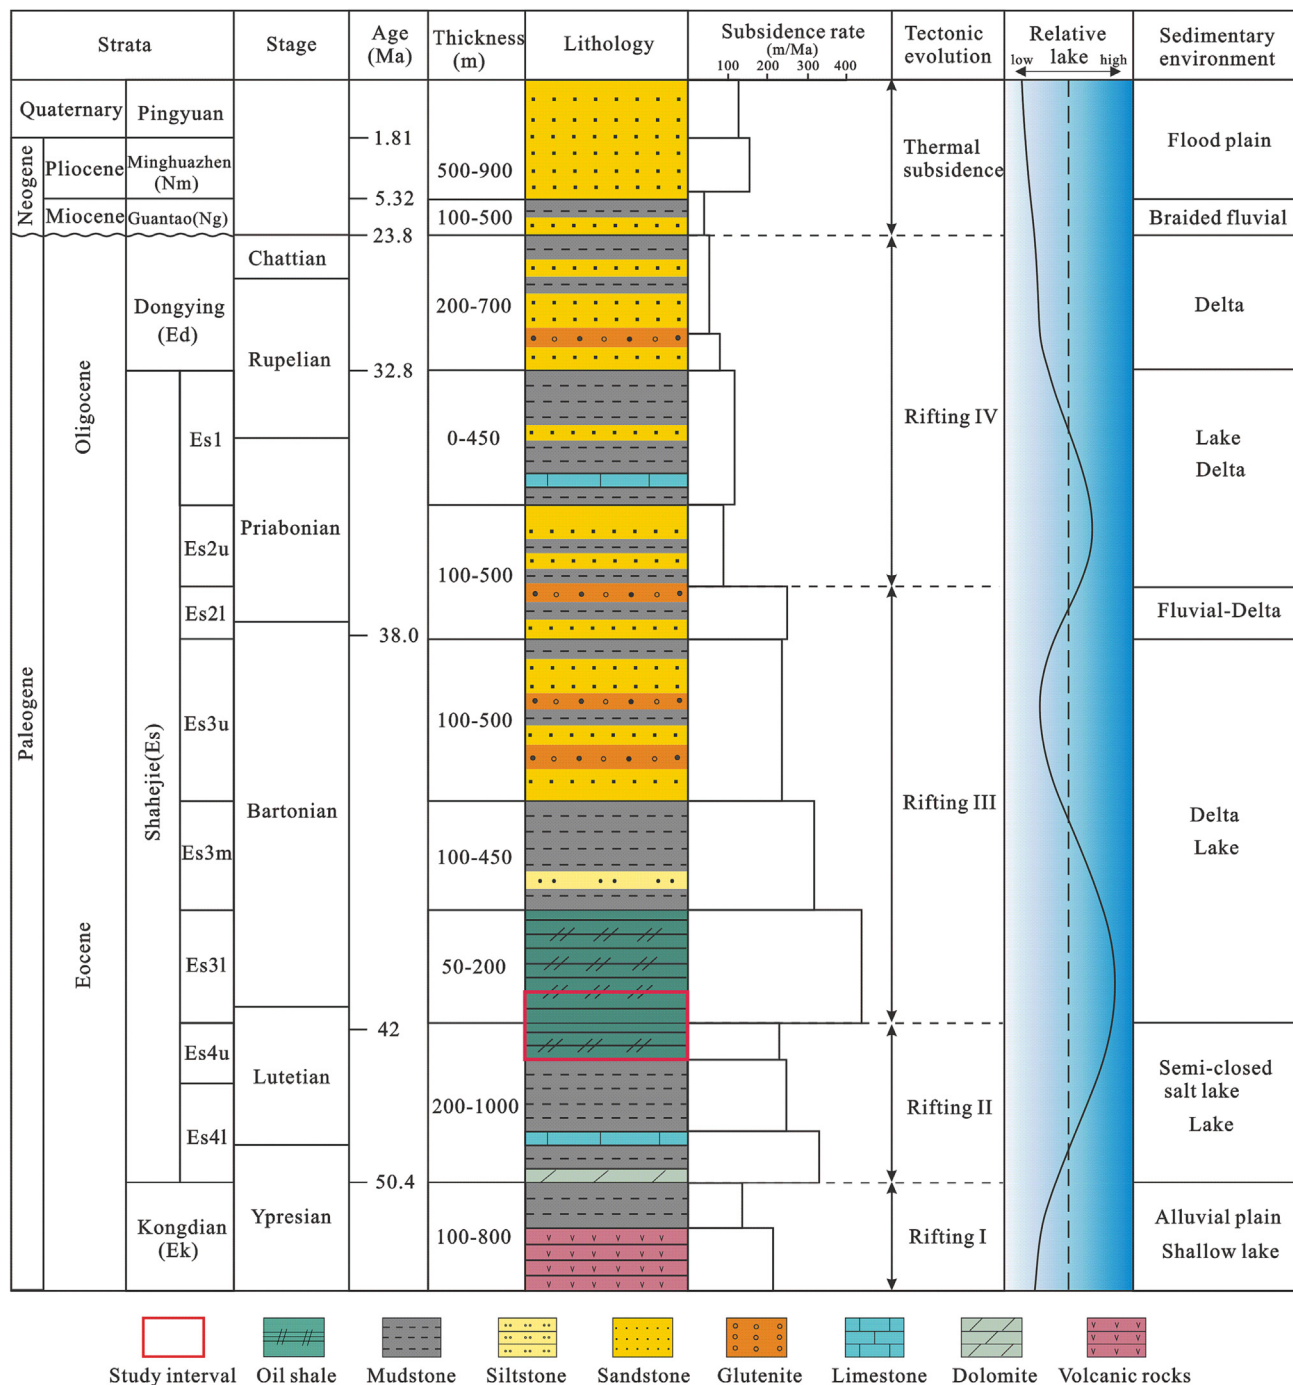 Strata
Stage
Age
(Ma)
Thickness
(m)
Lithology
Subsidence rate
(m/Ma)
100 200 300 400
Tectonic
evolution
Relative
lake
low
high
Sedimentary
environment
Quaternary
Pingyuan
Neogene
Pliocene
Minghuazhen
(Nm)
Miocene
Guantao(Ng)
Paleogene
Oligocene
Eocene
Dongying
(Ed)
Shahejie(Es)
Es1
Es2u
Es2l
Es3u
Es3m
Es3l
Es4u
Es4l
Kongdian
(Ek)
Chattian
Rupelian
Priabonian
Bartonian
Lutetian
Ypresian
1.81
5.32
23.8
32.8
38.0
42
50.4
500-900
100-500
200-700
0-450
100-500
100-500
100-450
50-200
200-1000
100-800
Thermal
subsidence
Rifting IV
Rifting III
Rifting II
Rifting I
Flood plain
Braided fluvial
Delta
Lake
Delta
Fluvial-Delta
Delta
Lake
Semi-closed
salt lake
Lake
Alluvial plain
Shallow lake
Study interval
Oil shale
Mudstone
Siltstone
Sandstone
Glutenite
Limestone
Dolomite
Volcanic rocks